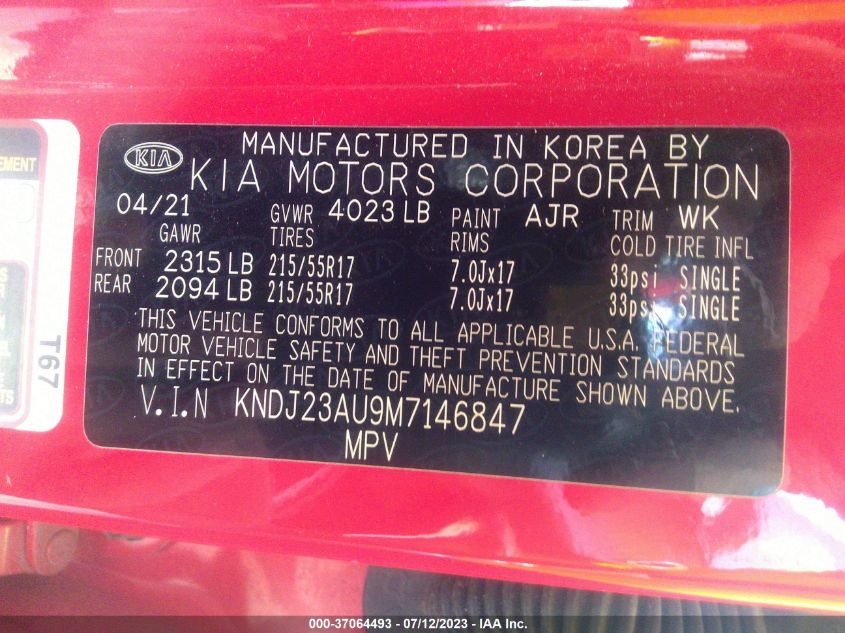 EMENT
TS
T67
KIA
MANUFACTURED IN KOREA BY
KIA MOTORS CORPORATION
04/21 GVWR 4023 LB PAINT AJR TRIM WK
GAWR TIRES RIMS COLD TIRE INFL
FRONT 2315 LB 215/55R17 7.0Jx17 33psi SINGLE
REAR 2094 LB 215/55R17 7.0Jx17 33psi SINGLE
THIS VEHICLE CONFORMS TO ALL APPLICABLE U.S.A. FEDERAL
MOTOR VEHICLE SAFETY AND THEFT PREVENTION STANDARDS
IN EFFECT ON THE DATE OF MANUFACTURE SHOWN ABOVE.
V.I.N KNDJ23AU9M7146847
MPV
000-37064493 - 07/12/2023 - IAA Inc.